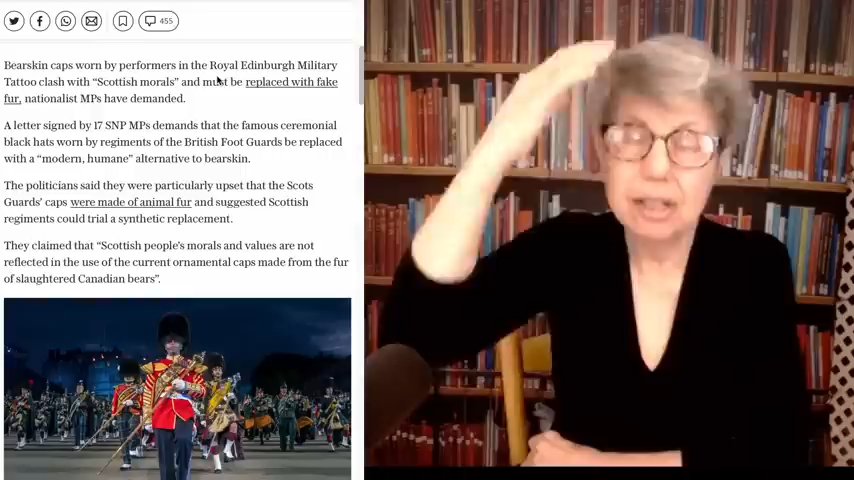 455
Bearskin caps worn by performers in the Royal Edinburgh Military
Tattoo clash with “Scottish morals” and must be replaced with fake
fur, nationalist MPs have demanded.
A letter signed by 17 SNP MPs demands that the famous ceremonial
black hats worn by regiments of the British Foot Guards be replaced
with a “modern, humane” alternative to bearskin.
The politicians said they were particularly upset that the Scots
Guards’ caps were made of animal fur and suggested Scottish
regiments could trial a synthetic replacement.
They claimed that “Scottish people’s morals and values are not
reflected in the use of the current ornamental caps made from the fur
of slaughtered Canadian bears”.